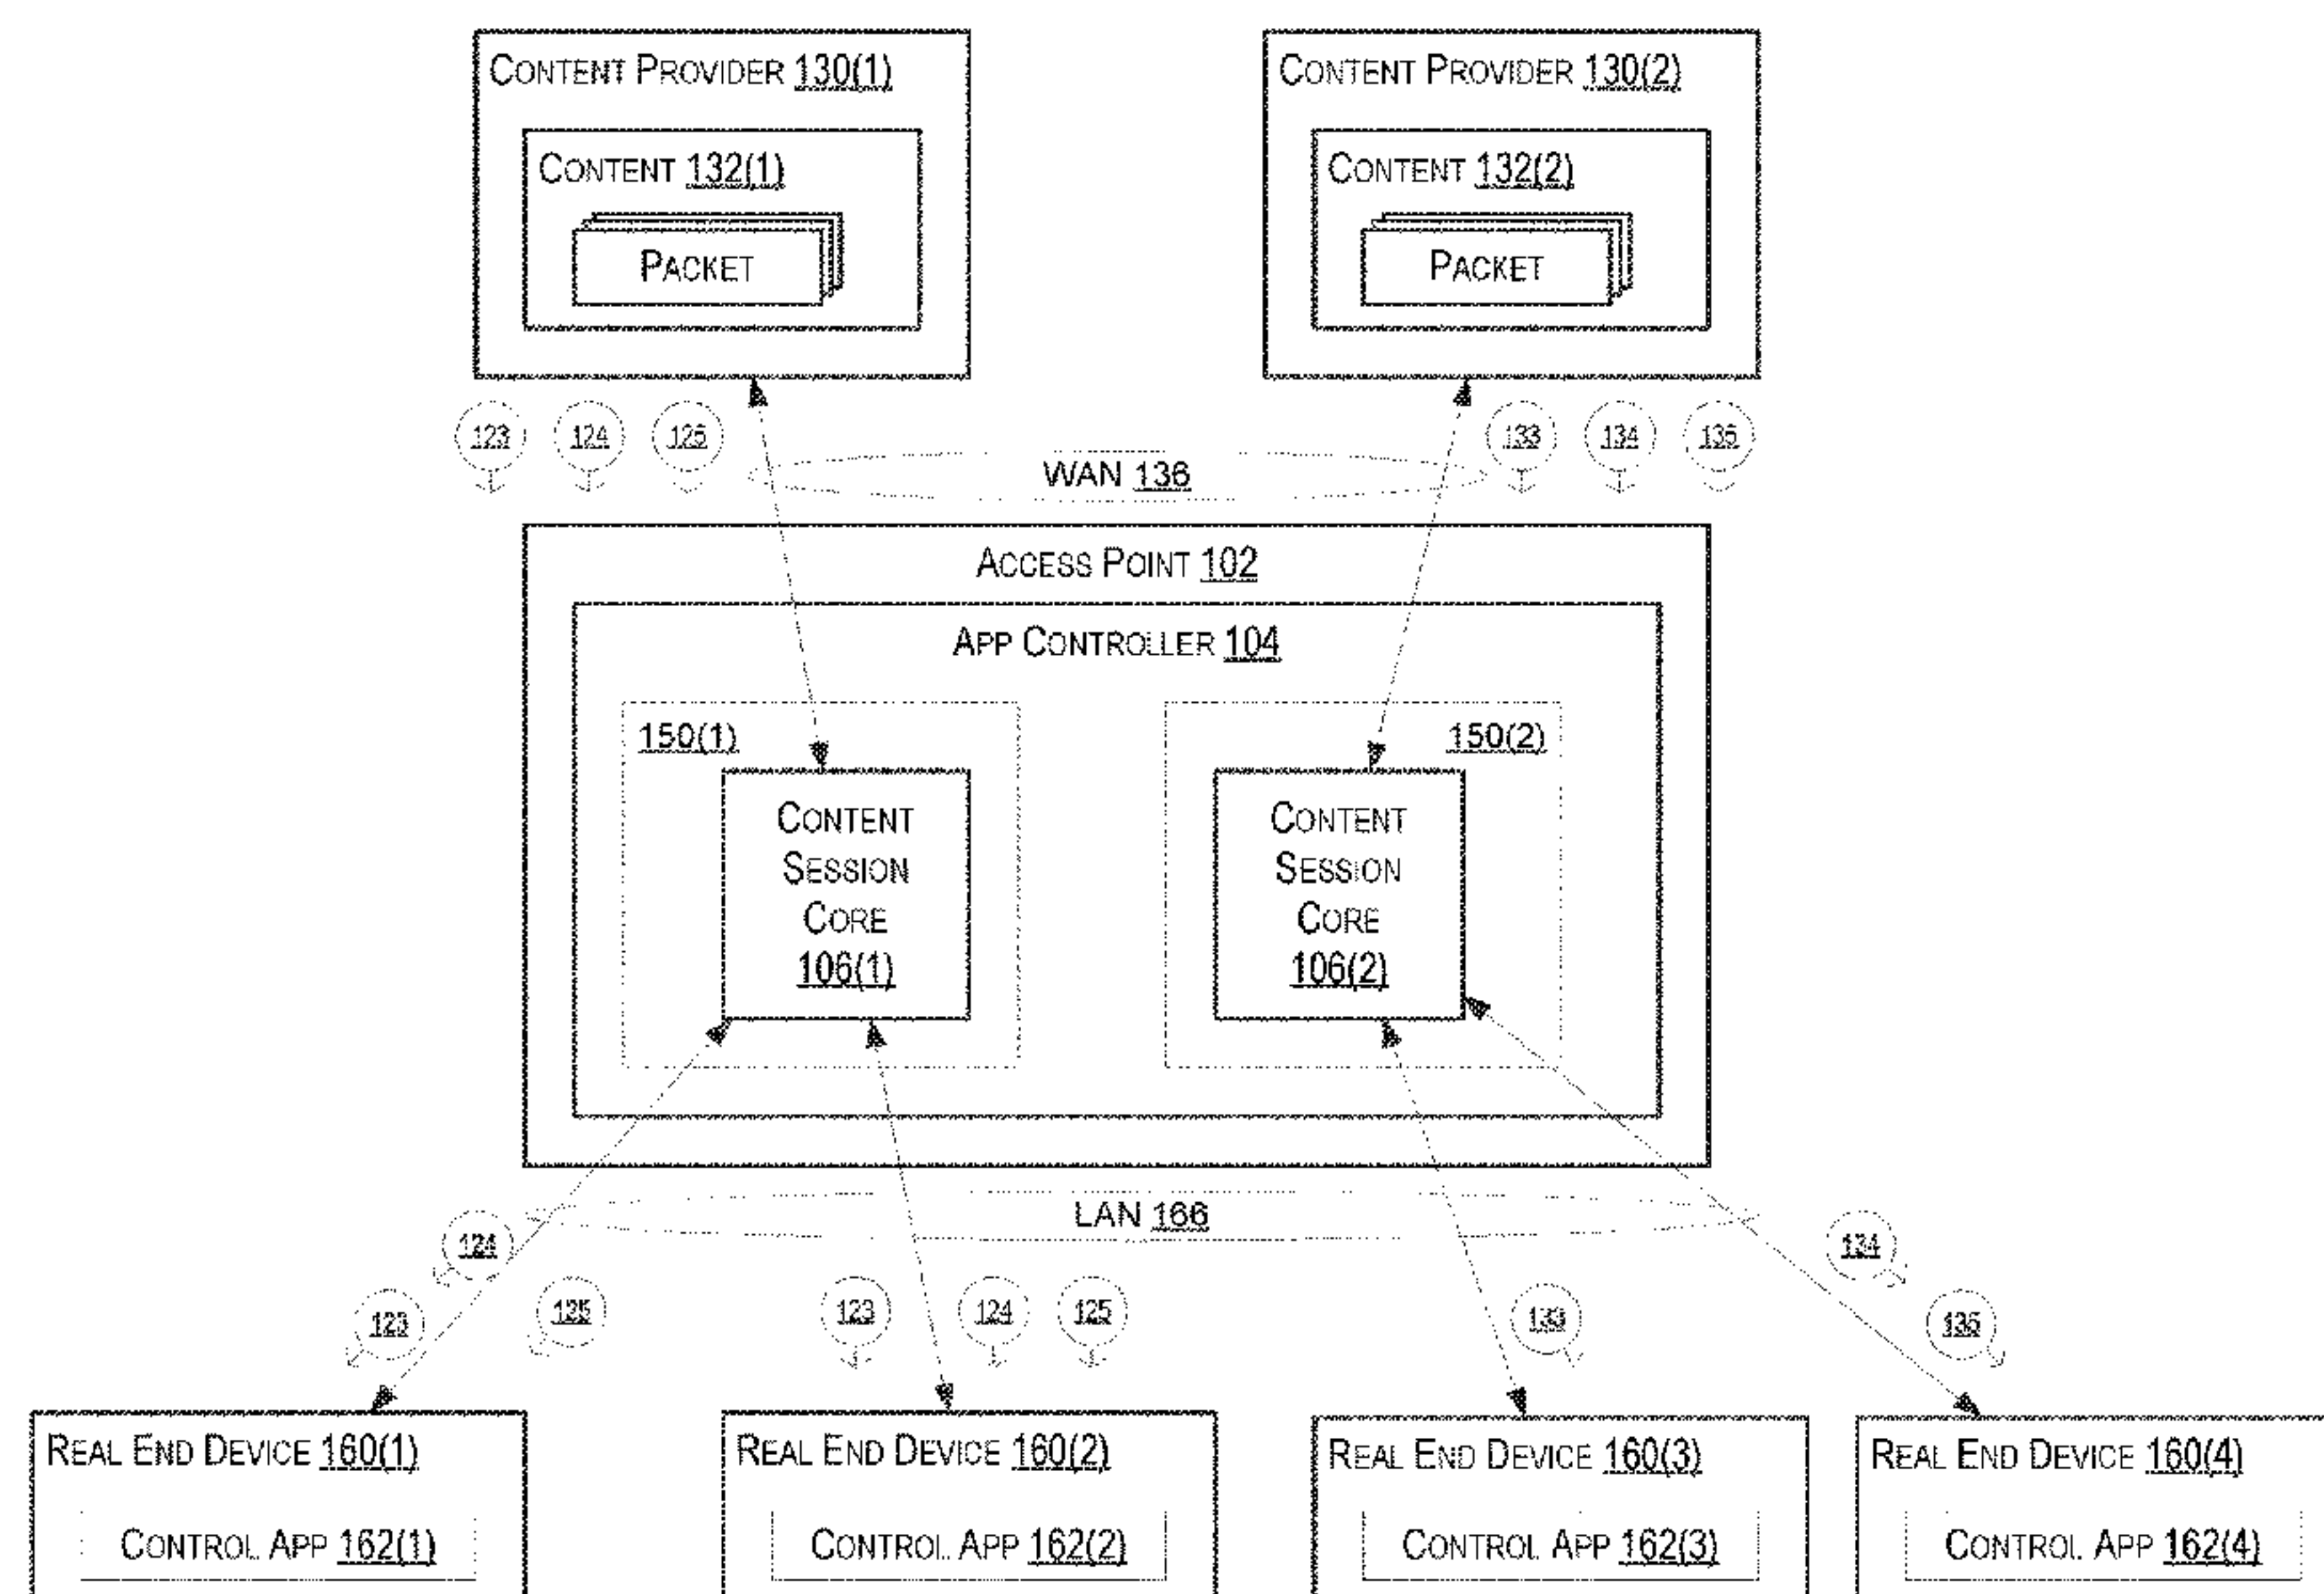 CONTENT PROVIDER 130(1)
CONTENT PROVIDER 130(2)
CONTENT 132(1)
CONTENT 132(2)
PACKET
PACKET
123
124
125
133
134
135
WAN 136
ACCESS POINT 102
APP CONTROLLER 104
150(1)
150(2)
CONTENT
SESSION
CORE
106(1)
CONTENT
SESSION
CORE
106(2)
LAN 166
124
134
123
125
123
124
125
133
135
REAL END DEVICE 160(1)
REAL END DEVICE 160(2)
REAL END DEVICE 160(3)
REAL END DEVICE 160(4)
CONTROL APP 162(1)
CONTROL APP 162(2)
CONTROL APP 162(3)
CONTROL APP 162(4)